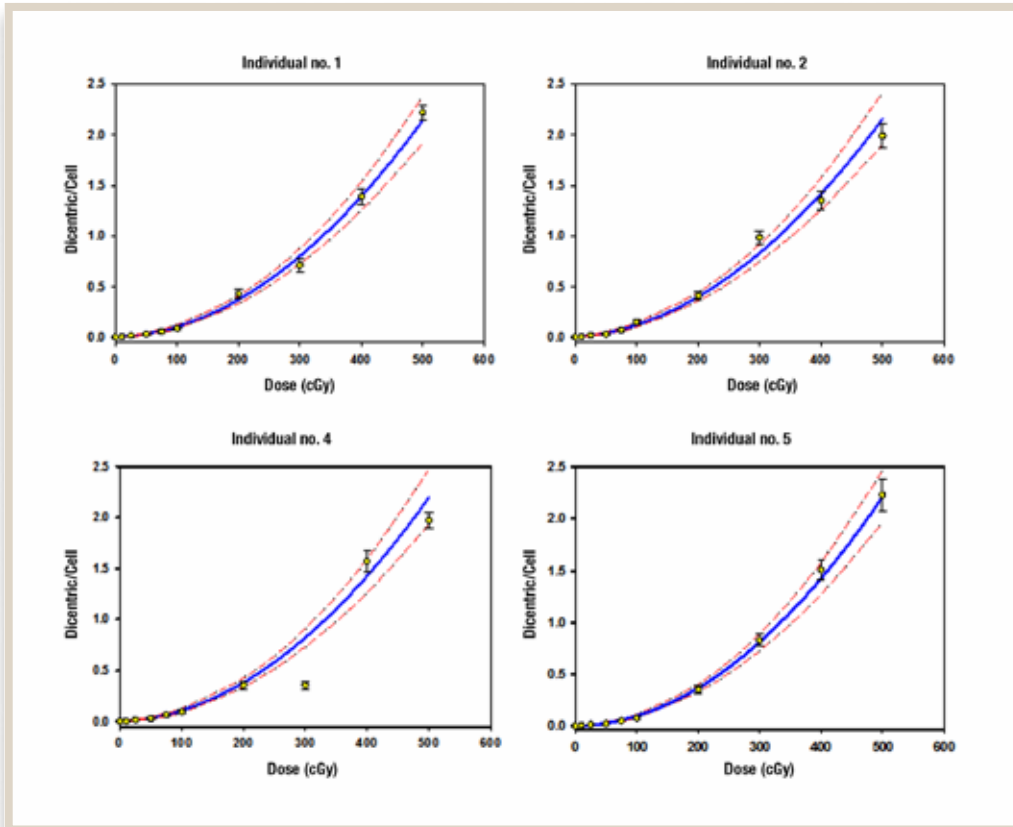 Individual no. 1
2.5
2.0
1.5
1.0
0.5
0.0
Dicentric/Cell
0 100 200 300 400 500 600
Dose (cGy)
Individual no. 2
2.5
2.0
1.5
1.0
0.5
0.0
Dicentric/Cell
0 100 200 300 400 500 600
Dose (cGy)
Individual no. 4
2.5
2.0
1.5
1.0
0.5
0.0
Dicentric/Cell
0 100 200 300 400 500 600
Dose (cGy)
Individual no. 5
2.5
2.0
1.5
1.0
0.5
0.0
Dicentric/Cell
0 100 200 300 400 500 600
Dose (cGy)